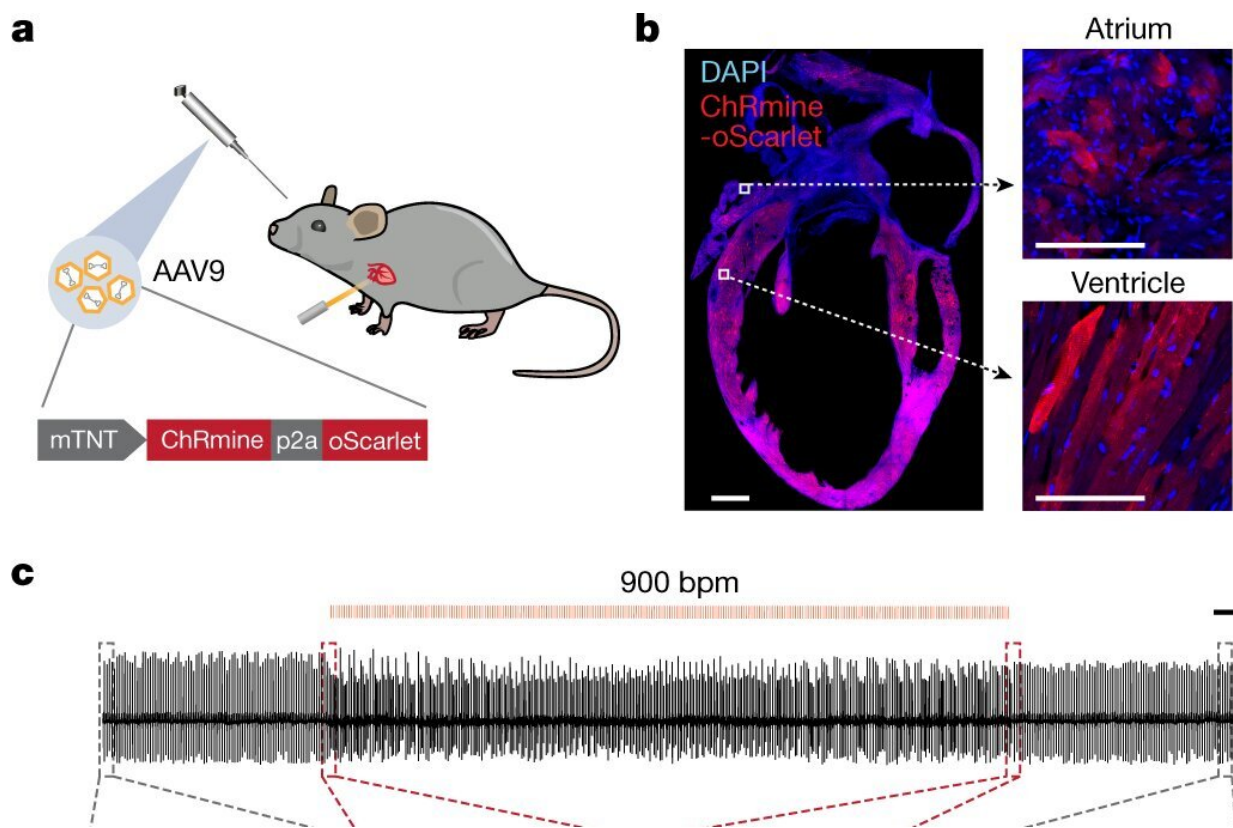 a
AAV9
mTNT
ChRmine
p2a
oScarlet
b
DAPI
ChRmine
-oScarlet
Atrium
Ventricle
c
900 bpm